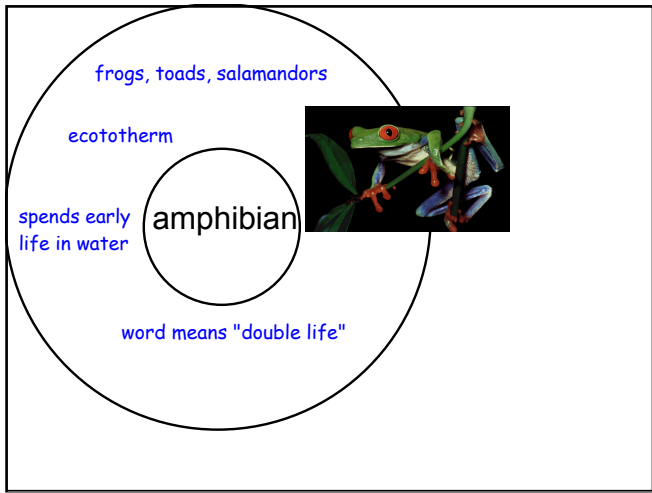 frogs, toads, salamandors
ecototherm
spends early
life in water
amphibian
word means "double life"